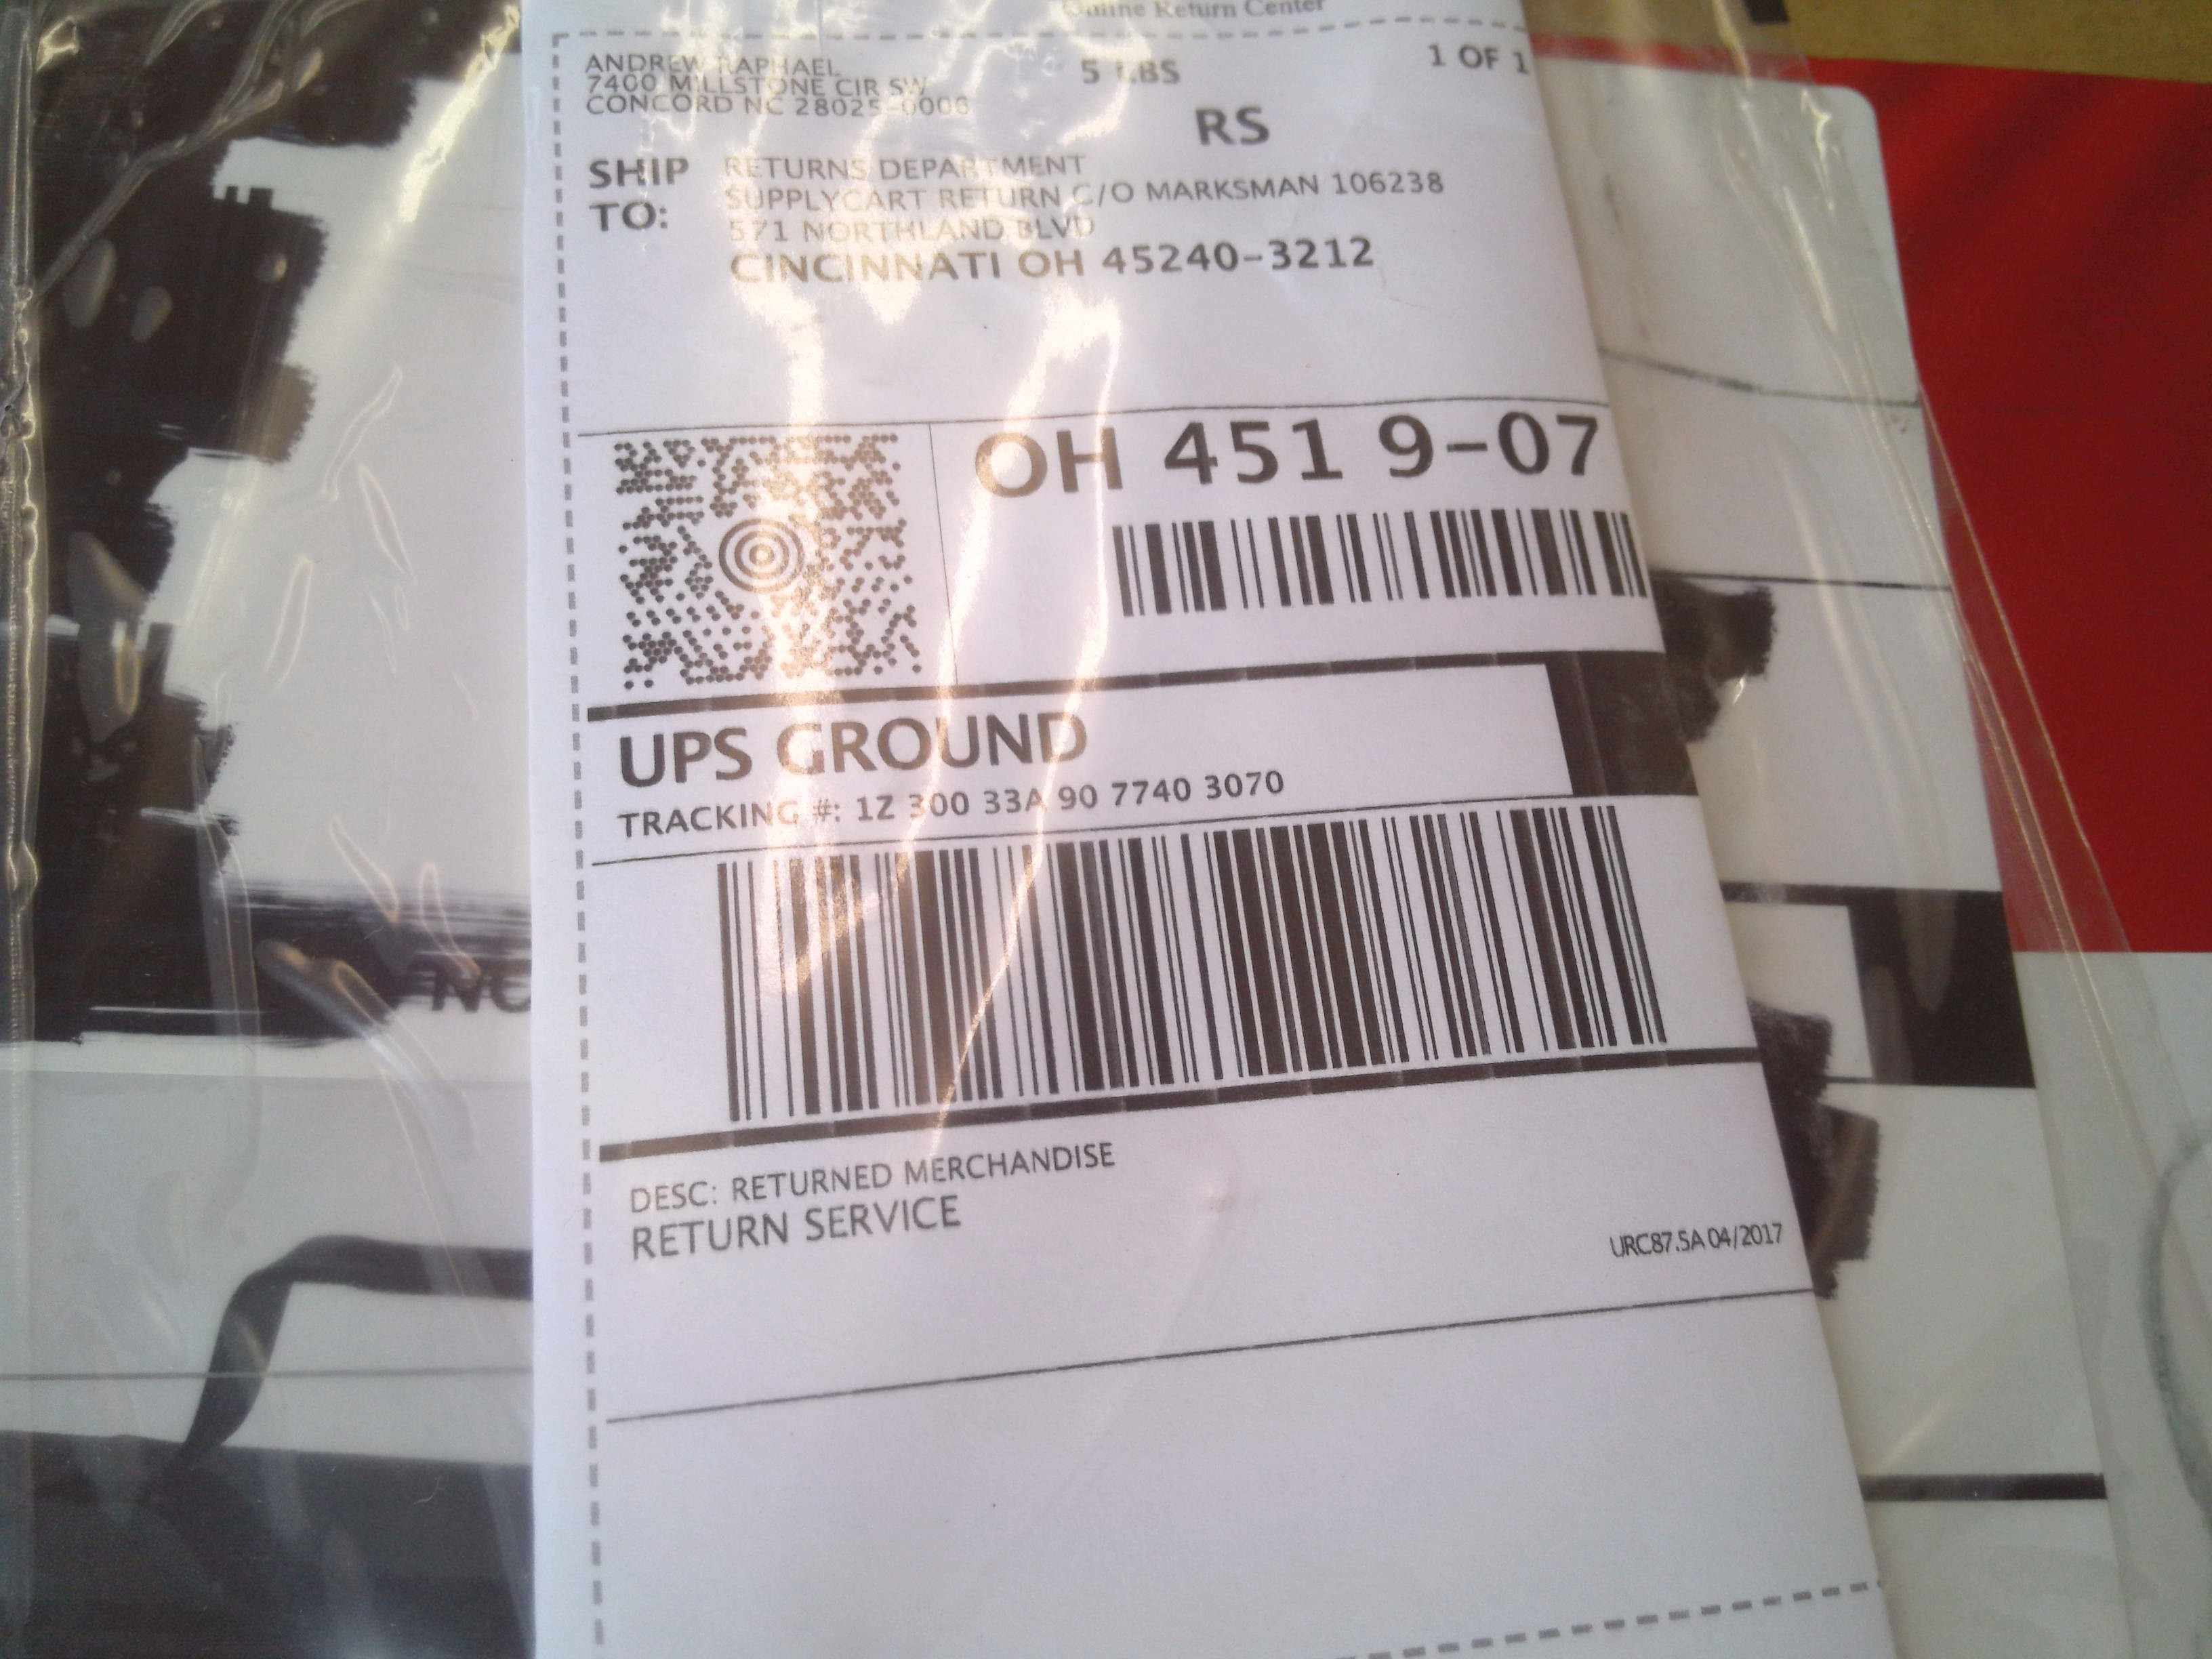 Online Return Center
ANDREW RAPHAEL
7400 MILLSTONE CIR SW
CONCORD NC 28025-0006
5 LBS
1 OF 1
RS
SHIP TO:
RETURNS DEPARTMENT
SUPPLYCART RETURN C/O MARKSMAN 106238
571 NORTHLAND BLVD
CINCINNATI OH 45240-3212
OH 451 9-07
UPS GROUND
TRACKING #: 1Z 300 33A 90 7740 3070
DESC: RETURNED MERCHANDISE
RETURN SERVICE
URC87.5A 04/2017